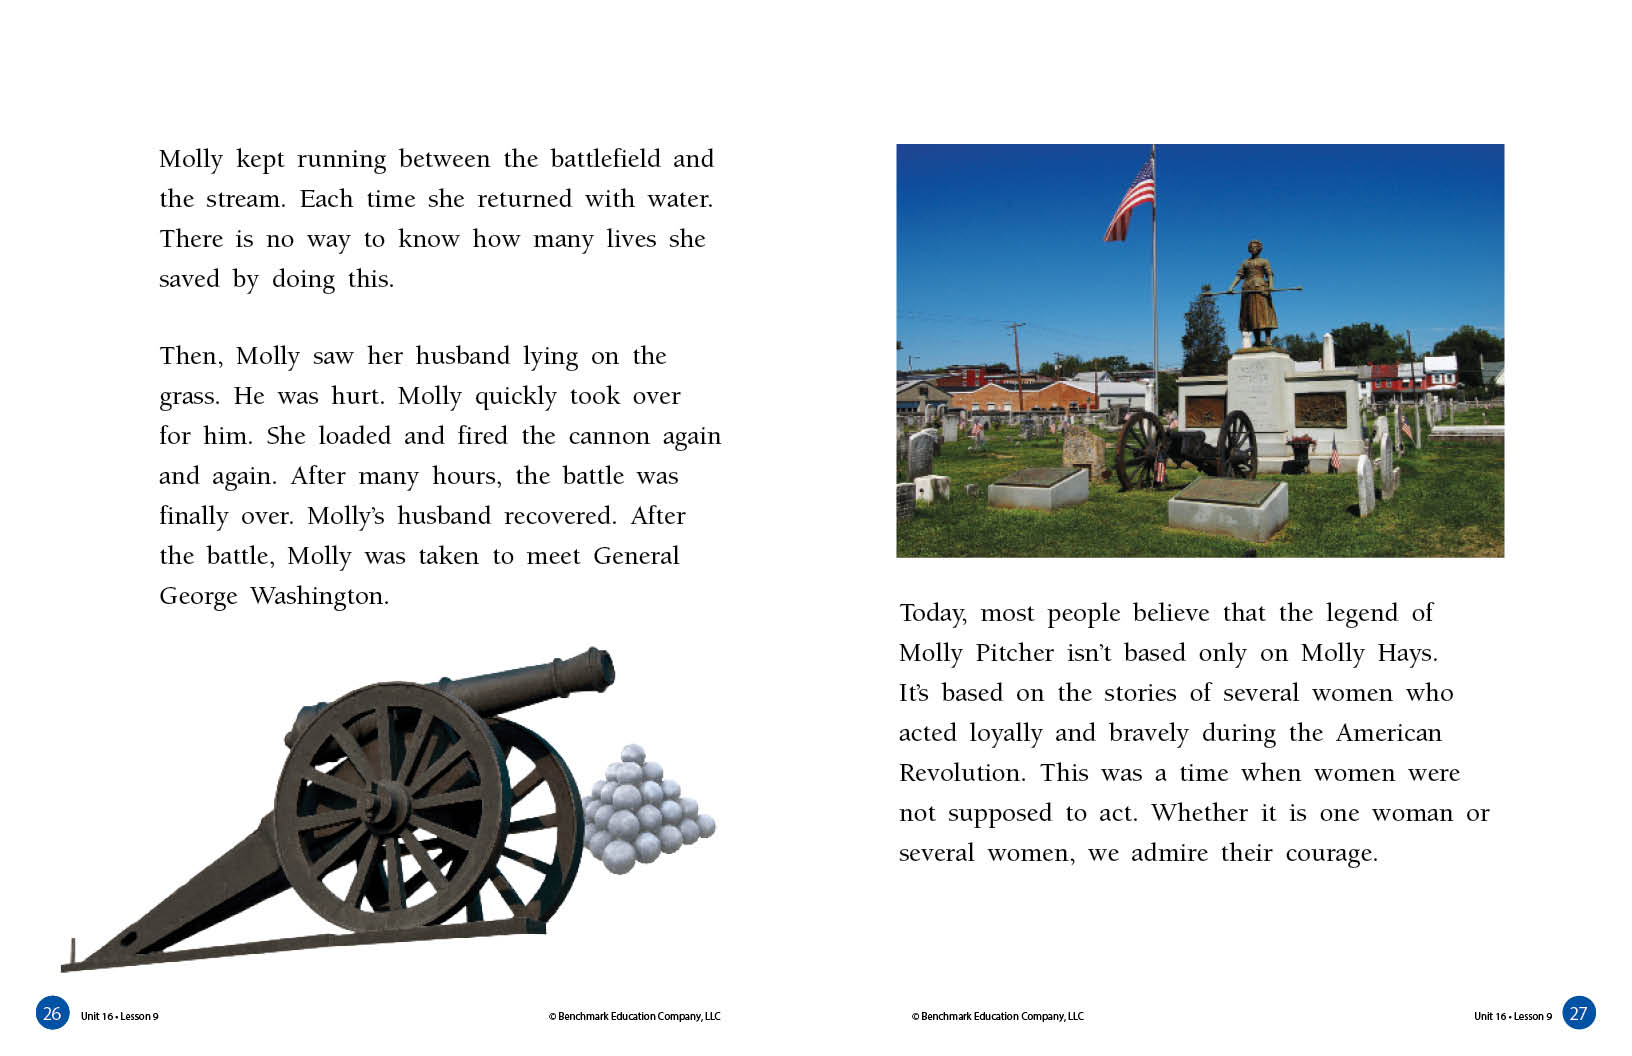 Molly kept running between the battlefield and
the stream. Each time she returned with water.
There is no way to know how many lives she
saved by doing this.
Then, Molly saw her husband lying on the
grass. He was hurt. Molly quickly took over
for him. She loaded and fired the cannon again
and again. After many hours, the battle was
finally over. Molly’s husband recovered. After
the battle, Molly was taken to meet General
George Washington.
26
Unit 16 • Lesson 9
© Benchmark Education Company, LLC
Today, most people believe that the legend of
Molly Pitcher isn’t based only on Molly Hays.
It’s based on the stories of several women who
acted loyally and bravely during the American
Revolution. This was a time when women were
not supposed to act. Whether it is one woman or
several women, we admire their courage.
© Benchmark Education Company, LLC
Unit 16 • Lesson 9
27